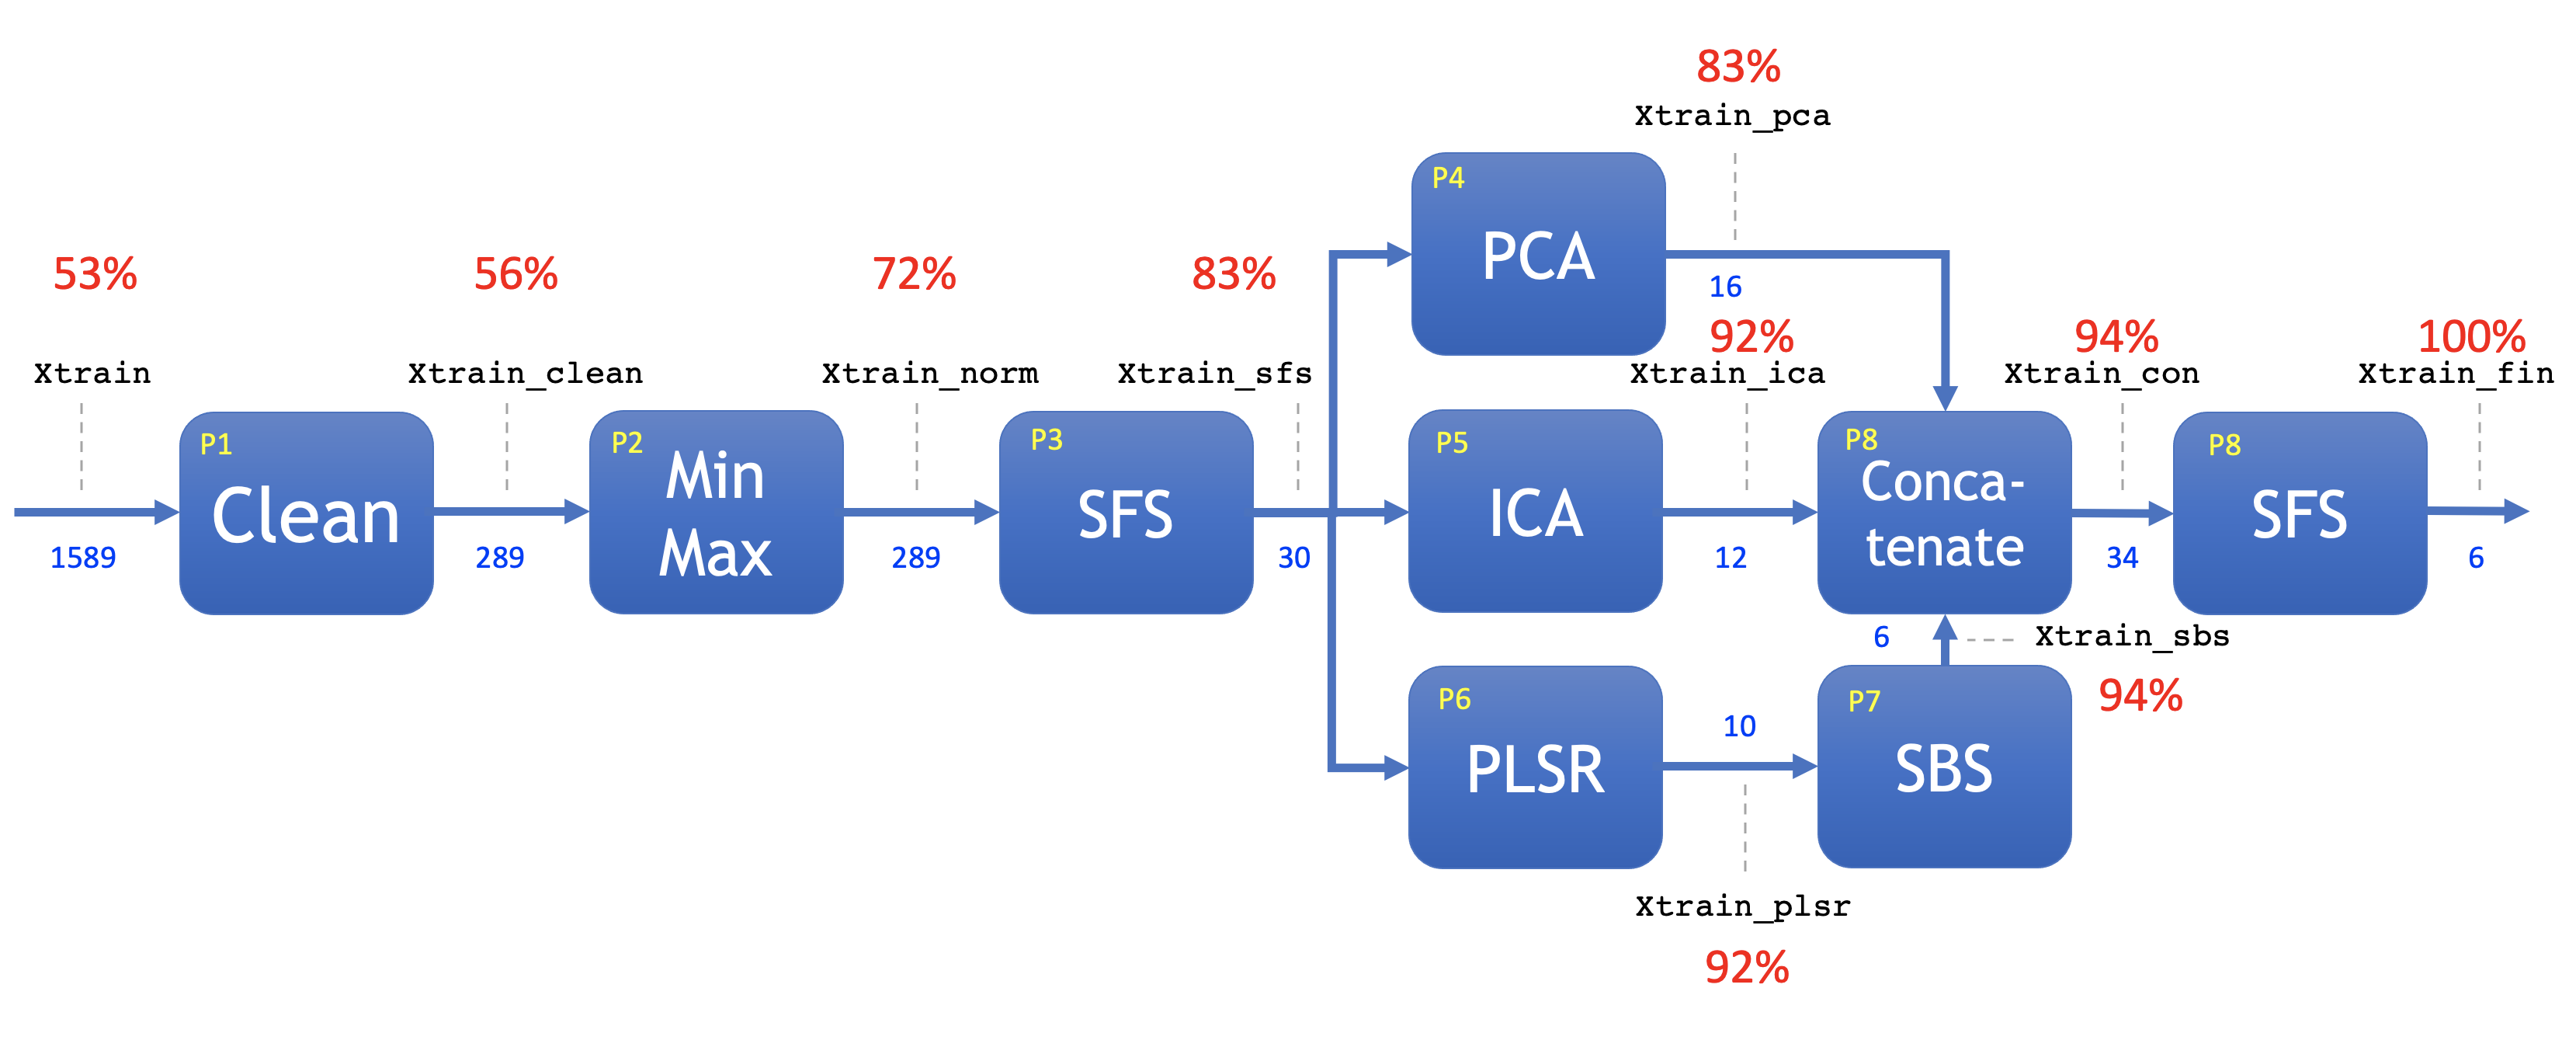 83%
Xtrain_pca
P4
PCA
16
53%
56%
72%
83%
92%
94%
100%
Xtrain
Xtrain_clean
Xtrain_norm
Xtrain_sfs
Xtrain_ica
Xtrain_con
Xtrain_fin
P1
Clean
P2
Min
Max
P3
SFS
P5
ICA
P8
Conca-
tenate
P8
SFS
1589
289
289
30
12
34
6
6
Xtrain_sbs
94%
P6
PLSR
10
P7
SBS
Xtrain_plsr
92%